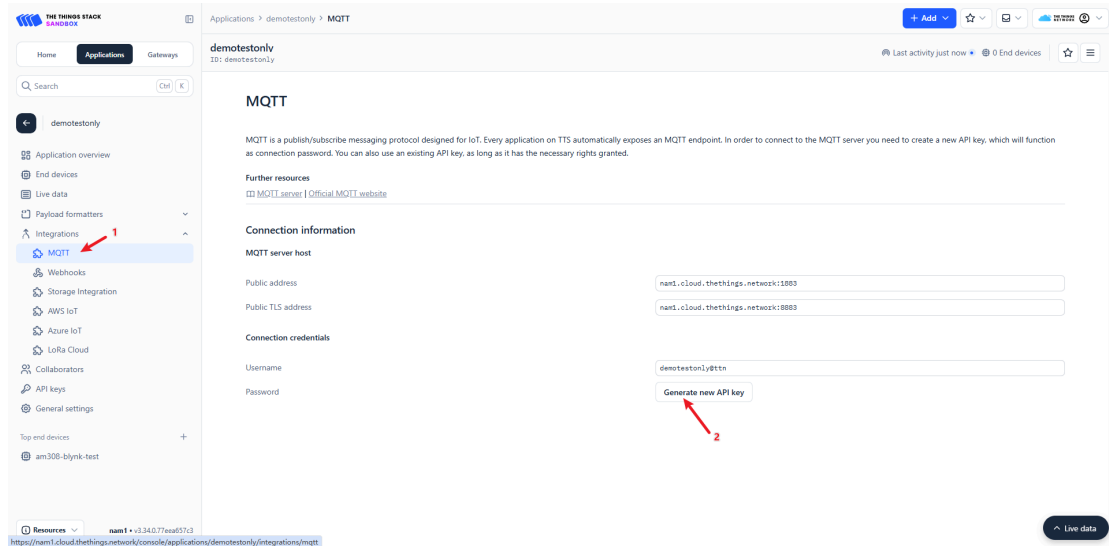 THE THINGS STACK
SANDBOX
Applications > demotestonly > MQTT
+ Add
THE THINGS
NETWORK
Home Applications Gateways
demotestonly
ID: demotestonly
Last activity just now • 0 End devices
Search Ctrl K
MQTT
demotestonly
MQTT is a publish/subscribe messaging protocol designed for IoT. Every application on TTS automatically exposes an MQTT endpoint. In order to connect to the MQTT server you need to create a new API key, which will function
as connection password. You can also use an existing API key, as long as it has the necessary rights granted.
Application overview
End devices
Live data
Payload formatters
Integrations
1
MQTT
Webhooks
Storage Integration
AWS IoT
Azure IoT
LoRa Cloud
Collaborators
API keys
General settings
Top end devices +
am308-blynk-test
Further resources
MQTT server | Official MQTT website
Connection information
MQTT server host
Public address nam1.cloud.thethings.network:1883
Public TLS address nam1.cloud.thethings.network:8883
Connection credentials
Username demotestonly@ttn
Password Generate new API key
2
Resources nam1 • v3.34.0.77eea657c3
Live data
https://nam1.cloud.thethings.network/console/applications/demotestonly/integrations/mqtt